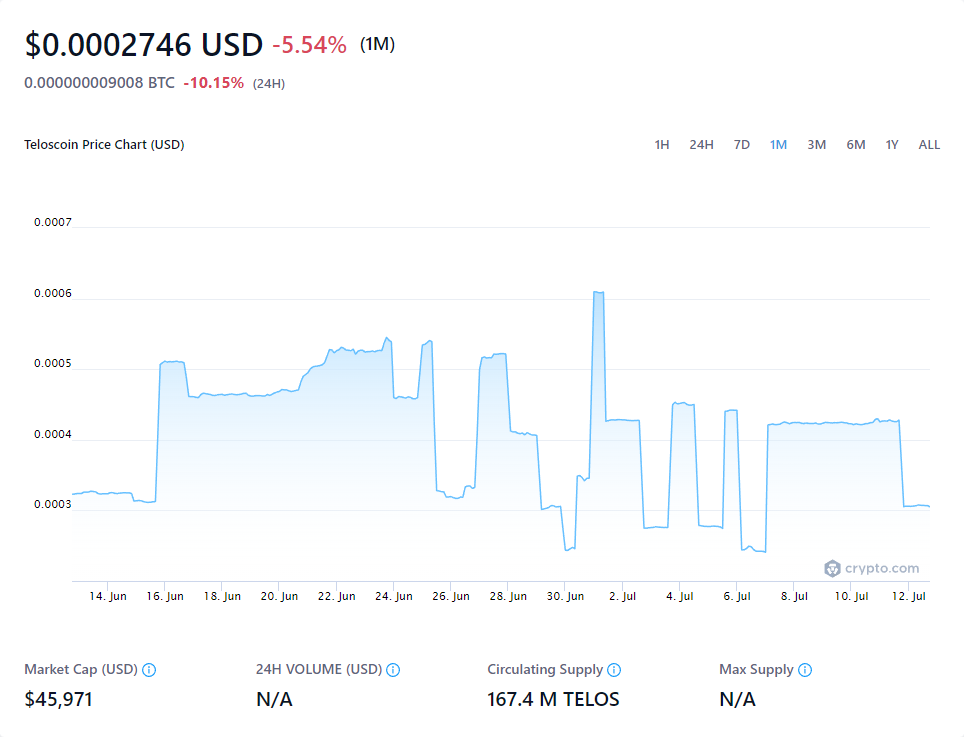 $0.0002746 USD -5.54% (1M)
0.000000009008 BTC -10.15% (24H)
Teloscoin Price Chart (USD) 1H 24H 7D 1M 3M 6M 1Y ALL
0.0007
0.0006
0.0005
0.0004
0.0003
crypto.com
14. Jun 16. Jun 18. Jun 20. Jun 22. Jun 24. Jun 26. Jun 28. Jun 30. Jun 2. Jul 4. Jul 6. Jul 8. Jul 10. Jul 12. Jul
Market Cap (USD) 24H VOLUME (USD) Circulating Supply Max Supply
$45,971 N/A 167.4 M TELOS N/A